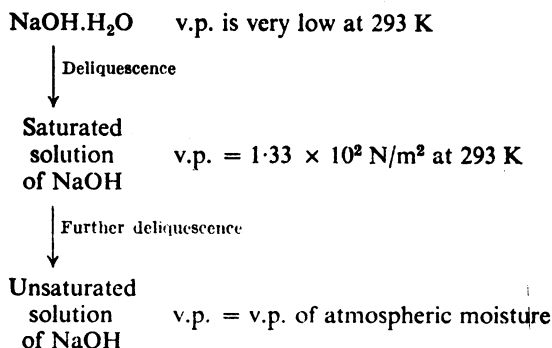 NaOH.H₂O v.p. is very low at 293 K
Deliquescence
Saturated
solution v.p. = 1·33 × 10² N/m² at 293 K
of NaOH
Further deliquescence
Unsaturated
solution v.p. = v.p. of atmospheric moisture
of NaOH